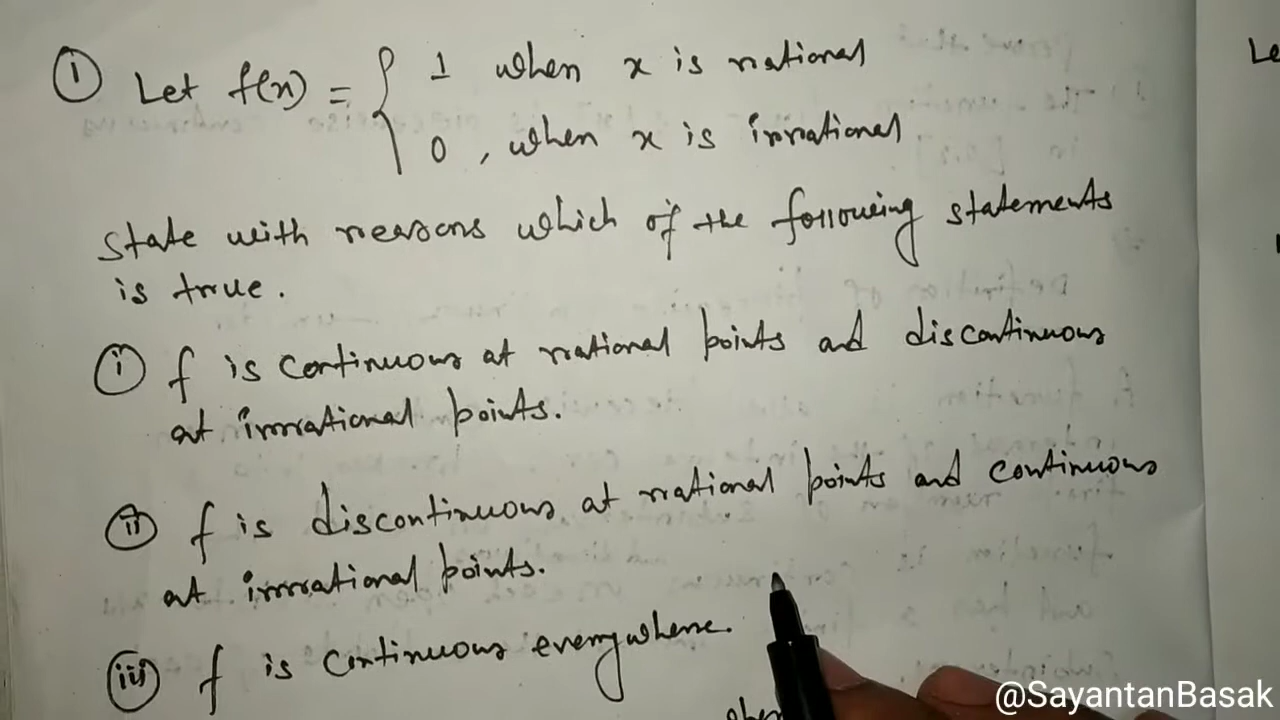 ① Let f(x) = { 1 when x is rational
0, when x is irrational
state with reasons which of the following statements
is true.
ⓘ f is continuous at rational points and discontinuous
at irrational points.
ⓘⓘ f is discontinuous at rational points and continuous
at irrational points.
ⓘⓘⓘ f is continuous everywhere.
Le
@SayantanBasak